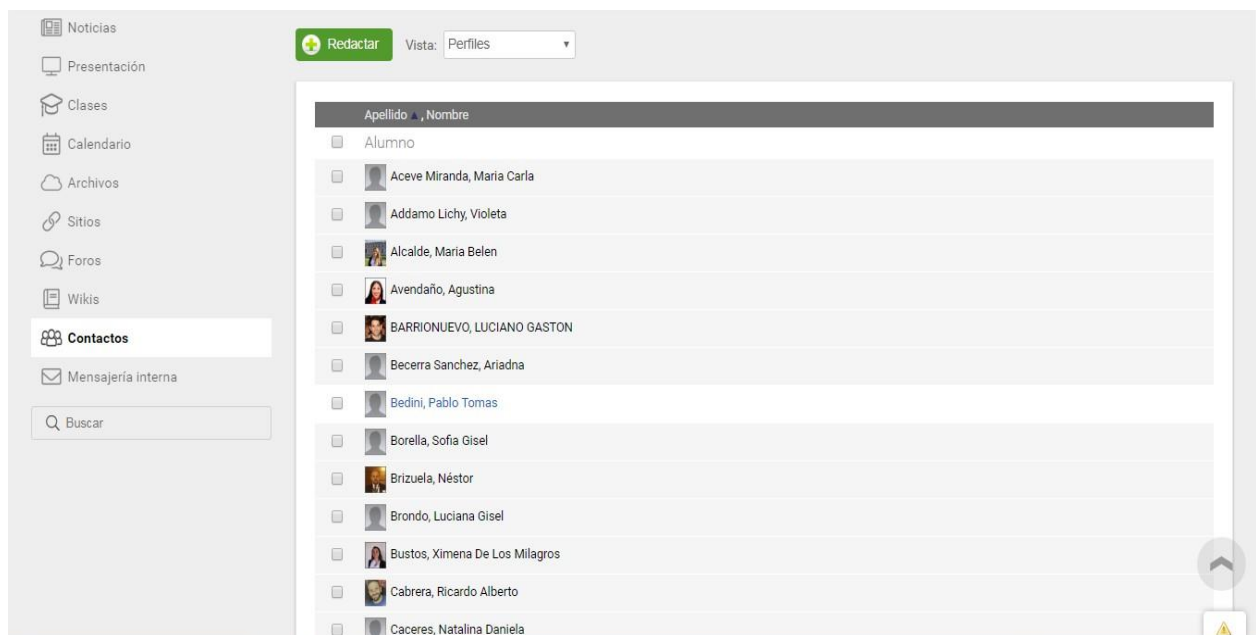 Noticias
Presentación
Clases
Calendario
Archivos
Sitios
Foros
Wikis
Contactos
Mensajería interna
Buscar
Redactar Vista: Perfiles
Apellido ▲, Nombre
Alumno
Aceve Miranda, Maria Carla
Addamo Lichy, Violeta
Alcalde, Maria Belen
Avendaño, Agustina
BARRIONUEVO, LUCIANO GASTON
Becerra Sanchez, Ariadna
Bedini, Pablo Tomas
Borella, Sofia Gisel
Brizuela, Néstor
Brondo, Luciana Gisel
Bustos, Ximena De Los Milagros
Cabrera, Ricardo Alberto
Caceres, Natalina Daniela